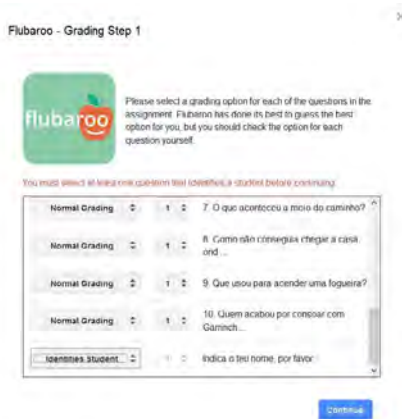 Flubaroo - Grading Step 1
flubaroo
Please select a grading option for each of the questions in the
assignment. Flubaroo has done its best to guess the best
option for you, but you should check the option for each
question yourself.
You must select at least one question that identifies a student before continuing.
Normal Grading 1 7. O que aconteceu a meio do caminho?
Normal Grading 1 8. Como não conseguia chegar a casa
ond...
Normal Grading 1 9. Que usou para acender uma fogueira?
Normal Grading 1 10. Quem acabou por consoar com
Identifies Student 1 Indica o teu nome, por favor
Continue